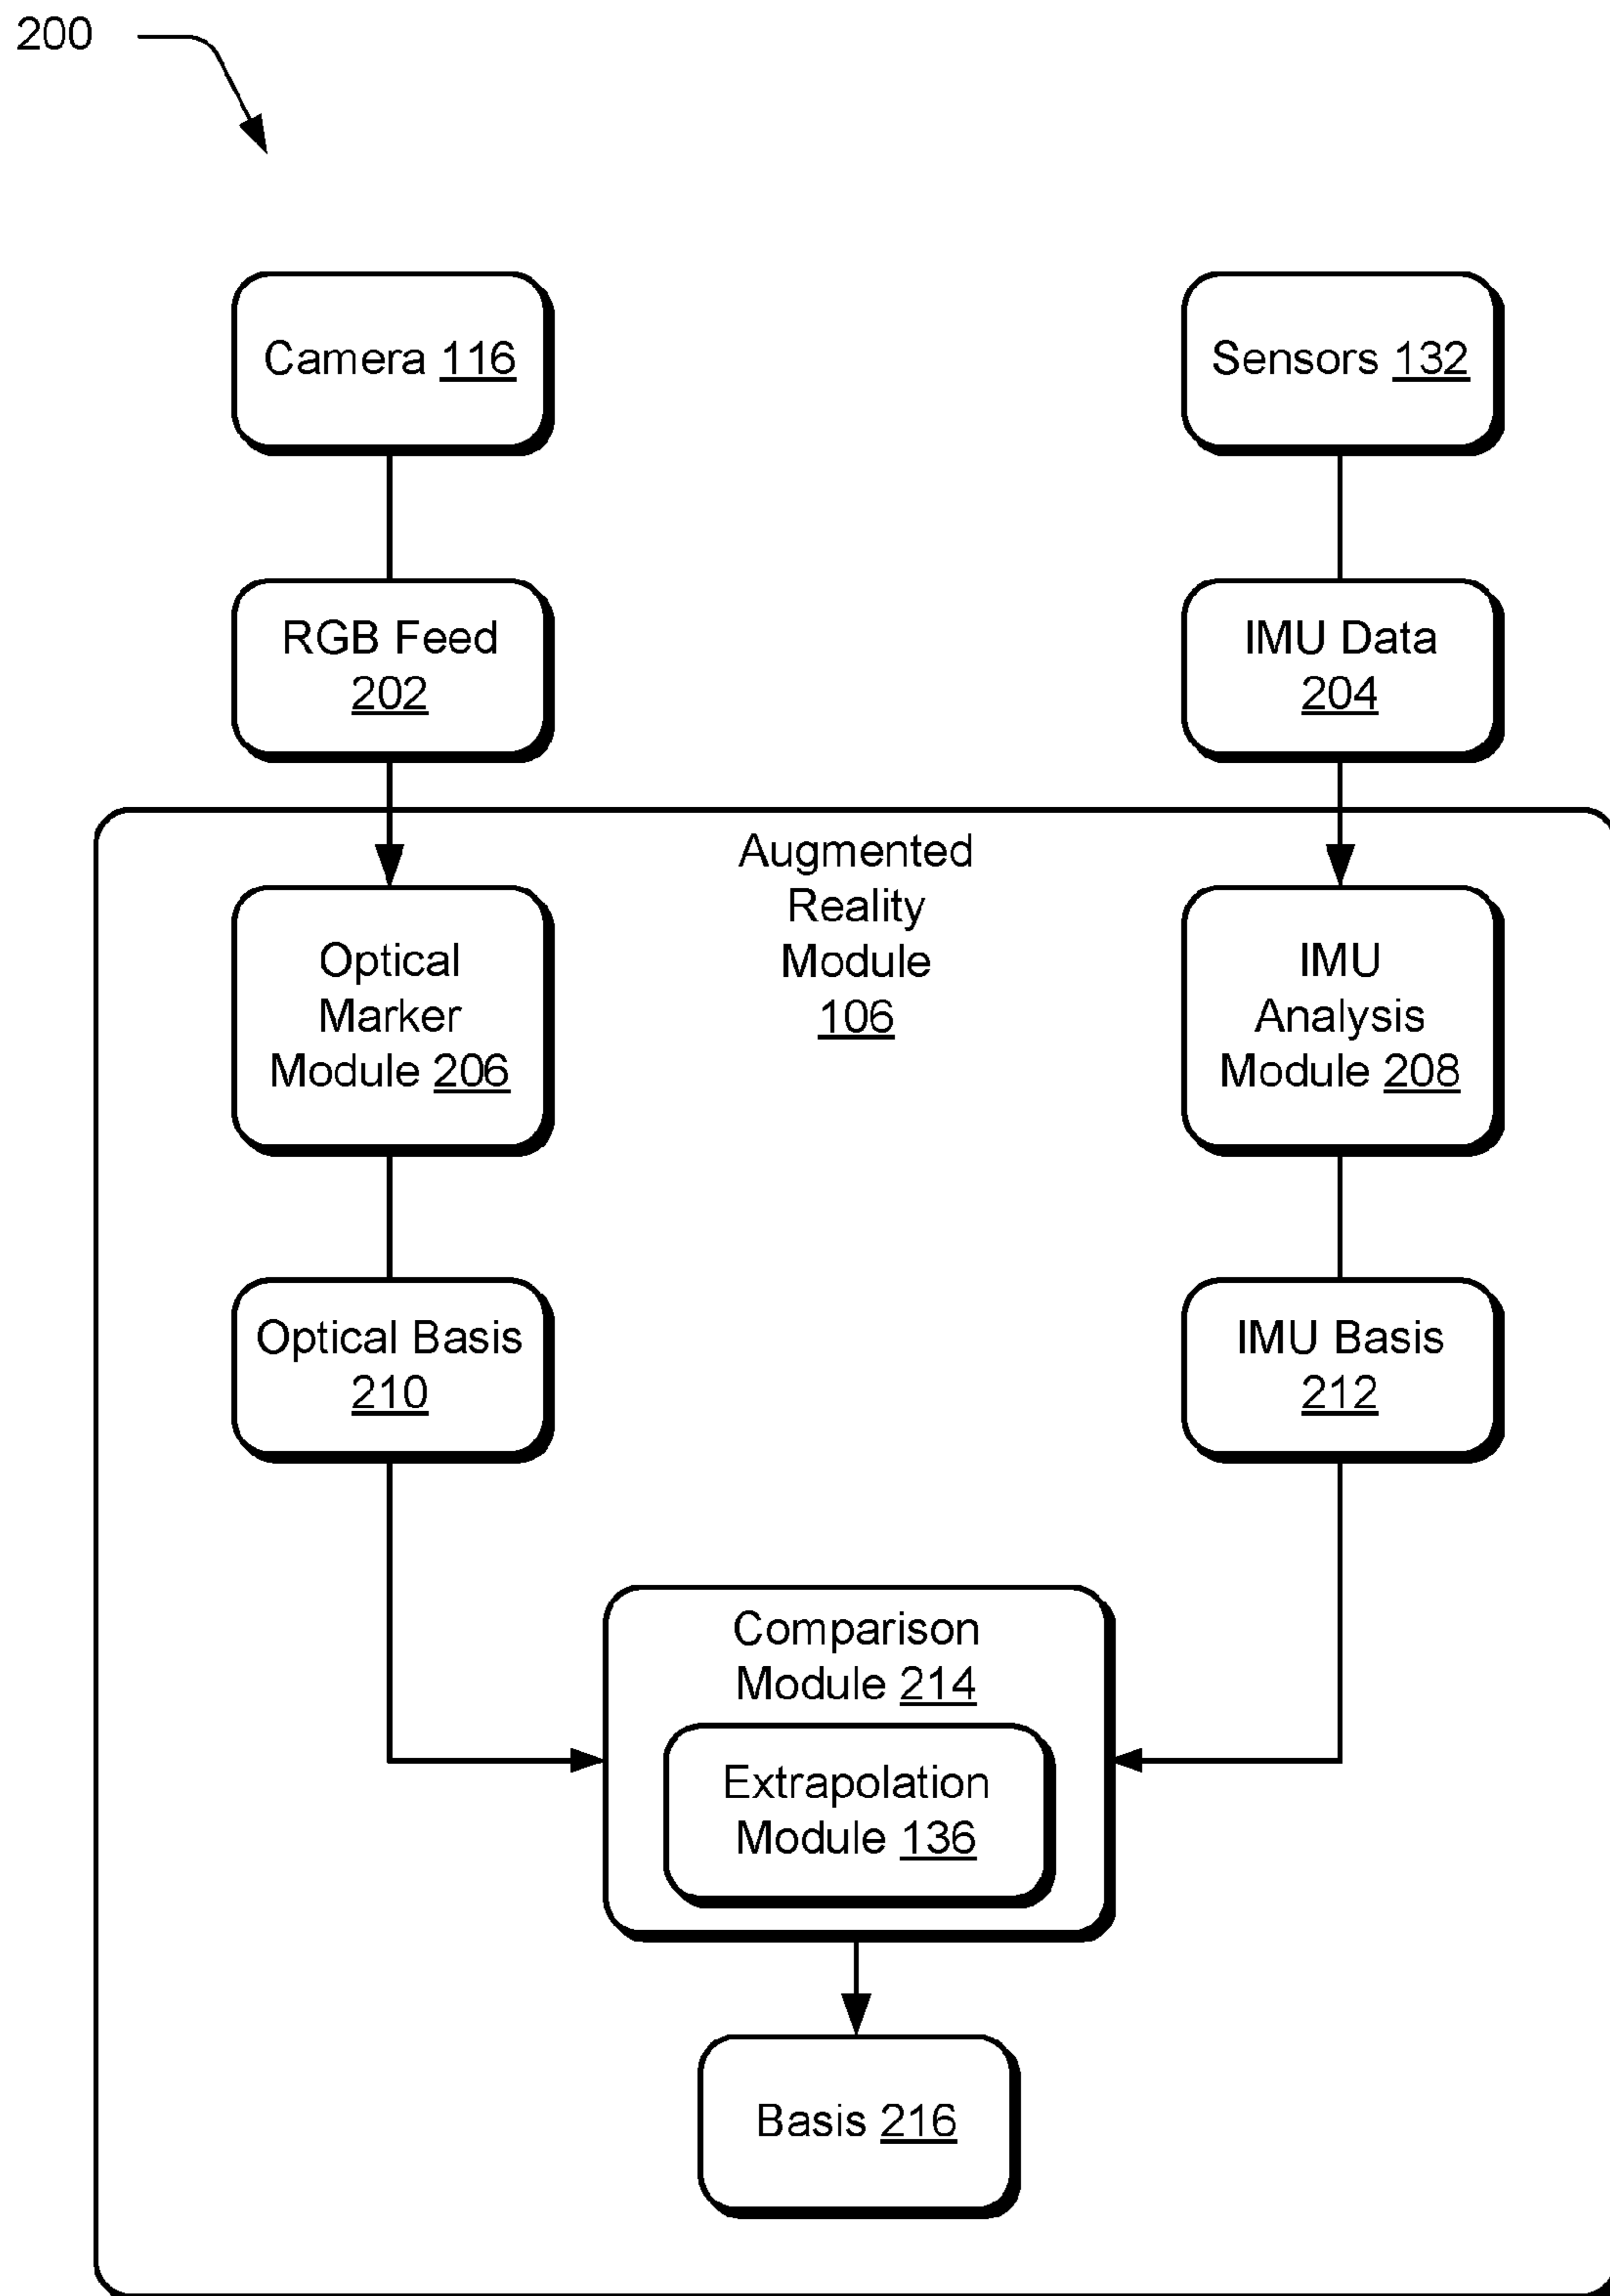 200
Camera 116
Sensors 132
RGB Feed
202
IMU Data
204
Augmented
Reality
Module
106
Optical
Marker
Module 206
IMU
Analysis
Module 208
Optical Basis
210
IMU Basis
212
Comparison
Module 214
Extrapolation
Module 136
Basis 216